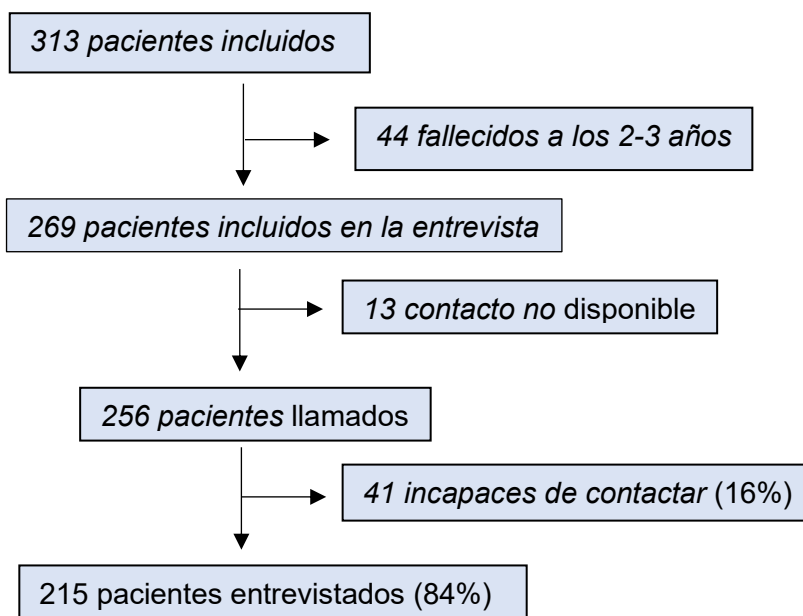 313 pacientes incluidos
44 fallecidos a los 2-3 años
269 pacientes incluidos en la entrevista
13 contacto no disponible
256 pacientes llamados
41 incapaces de contactar (16%)
215 pacientes entrevistados (84%)